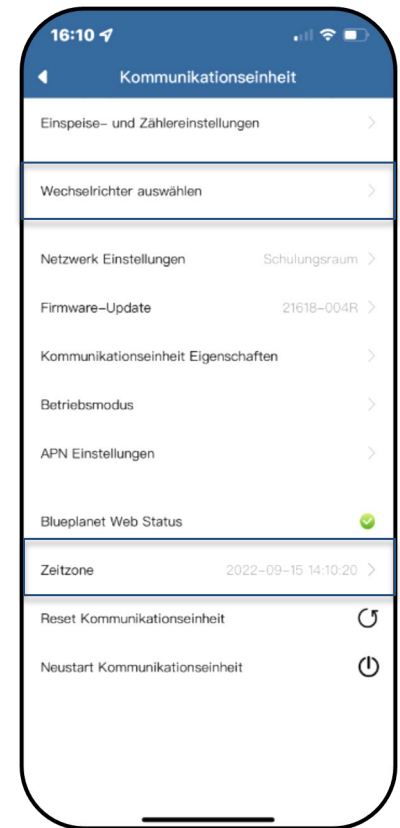 16:10
Kommunikationseinheit
Einspeise- und Zählereinstellungen
Wechselrichter auswählen
Netzwerk Einstellungen Schulungsraum
Firmware-Update 21618-004R
Kommunikationseinheit Eigenschaften
Betriebsmodus
APN Einstellungen
Blueplanet Web Status
Zeitzone 2022-09-15 14:10:20
Reset Kommunikationseinheit
Neustart Kommunikationseinheit